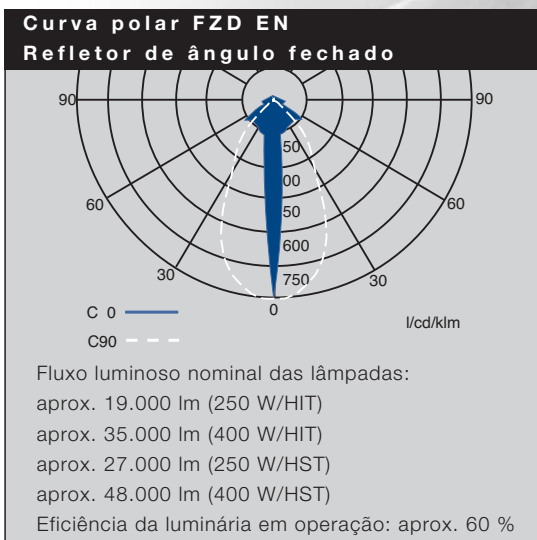 Curva polar FZD EN
Refletor de ângulo fechado
90 90
50
00
60 50 60
600
30 750 30
0
C 0
l/cd/klm
C90
Fluxo luminoso nominal das lâmpadas:
aprox. 19.000 lm (250 W/HIT)
aprox. 35.000 lm (400 W/HIT)
aprox. 27.000 lm (250 W/HST)
aprox. 48.000 lm (400 W/HST)
Eficiência da luminária em operação: aprox. 60 %